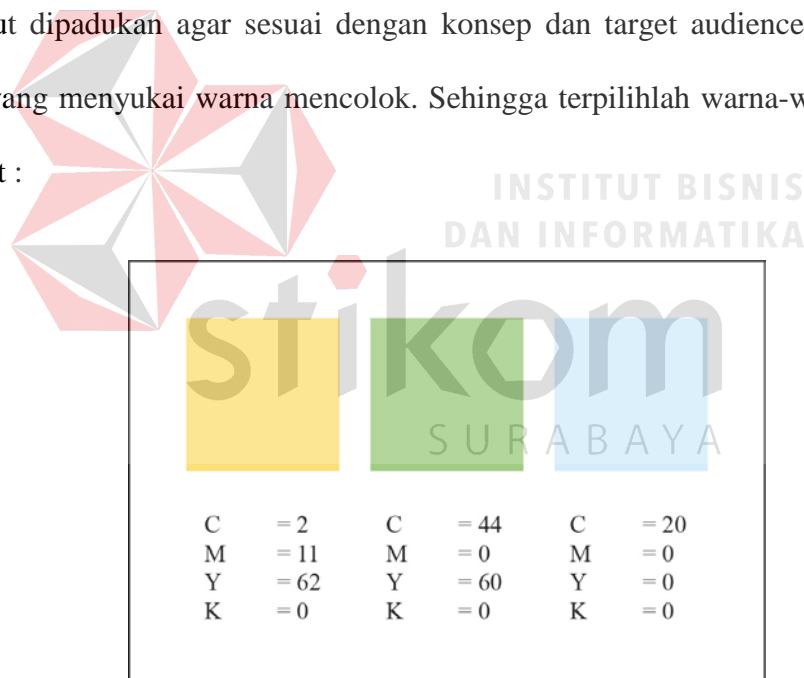 ut dipadukan agar sesuai dengan konsep dan target audience
yang menyukai warna mencolok. Sehingga terpilihlah warna-w
t :
INSTITUT BISNIS
DAN INFORMATIKA
stikom
SURABAYA
C = 2 C = 44 C = 20
M = 11 M = 0 M = 0
Y = 62 Y = 60 Y = 0
K = 0 K = 0 K = 0